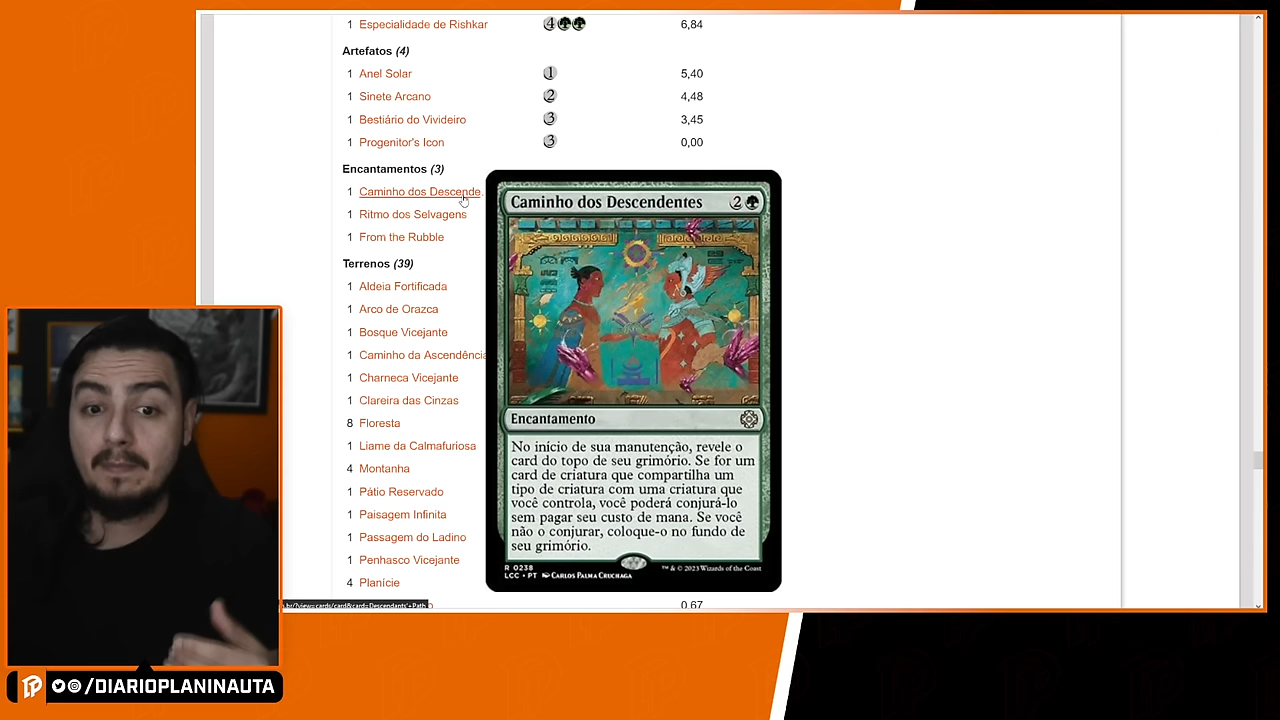 1 Especialidade de Rishkar 4 6,84
Artefatos (4)
1 Anel Solar 1 5,40
1 Sinete Arcano 2 4,48
1 Bestiário do Vivideiro 3 3,45
1 Progenitor's Icon 3 0,00
Encantamentos (3)
1 Caminho dos Descende
1 Ritmo dos Selvagens
1 From the Rubble
Terrenos (39)
1 Aldeia Fortificada
1 Arco de Orazca
1 Bosque Vicejante
1 Caminho da Ascendência
1 Charneca Vicejante
1 Clareira das Cinzas
8 Floresta
1 Liame da Calmafuriosa
4 Montanha
1 Pátio Reservado
1 Paisagem Infinita
1 Passagem do Ladino
1 Penhasco Vicejante
4 Planície
0,67
Caminho dos Descendentes 2
Encantamento
No início de sua manutenção, revele o
card do topo de seu grimório. Se for um
card de criatura que compartilha um
tipo de criatura com uma criatura que
você controla, você poderá conjurá-lo
sem pagar seu custo de mana. Se você
não o conjurar, coloque-o no fundo de
seu grimório.
R 0238
LCC • PT Carlos Palma Cruchaga
™ & © 2023 Wizards of the Coast
/DIARIOPLANINAUTA